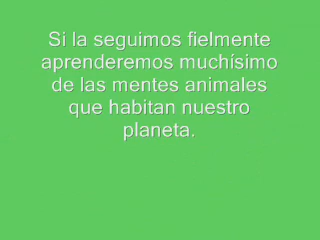 Si la seguimos fielmente
aprenderemos muchísimo
de las mentes animales
que habitan nuestro
planeta.